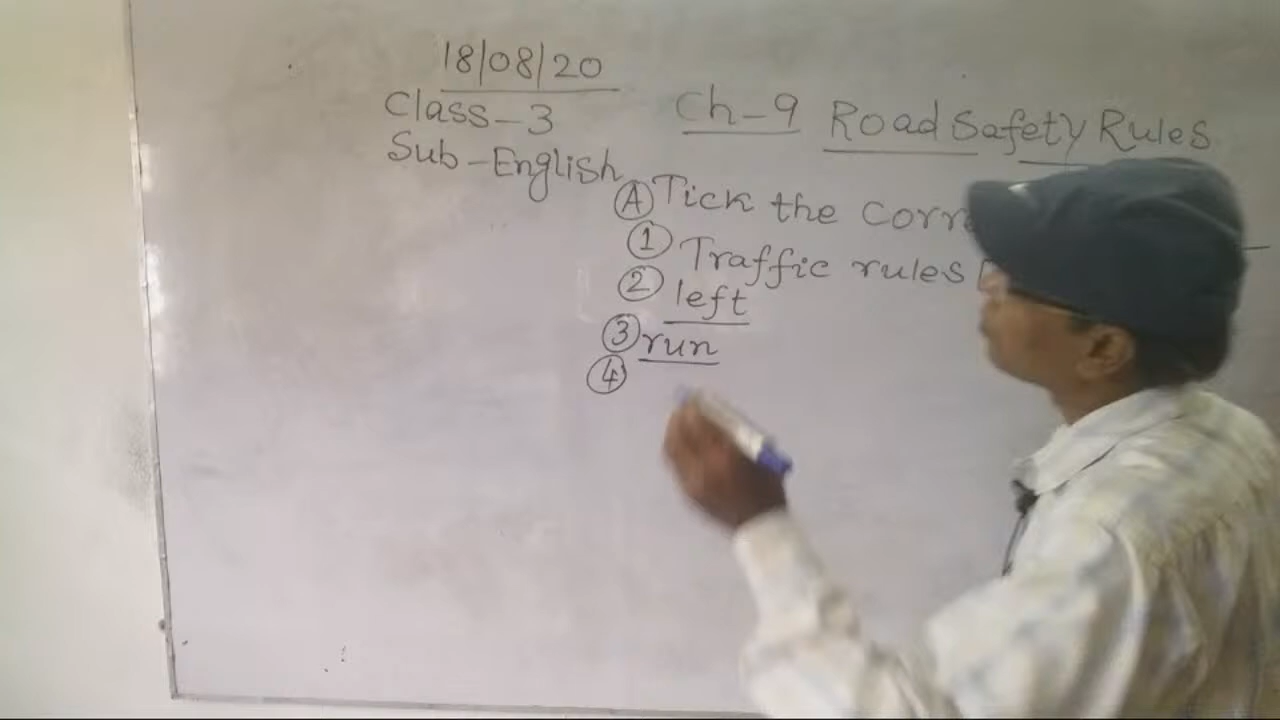 18/08/20
Class-3
Sub-English
Ch-9 Road Safety Rules
(A) Tick the
(1) Traffic rules
(2) left
(3) run
(4)